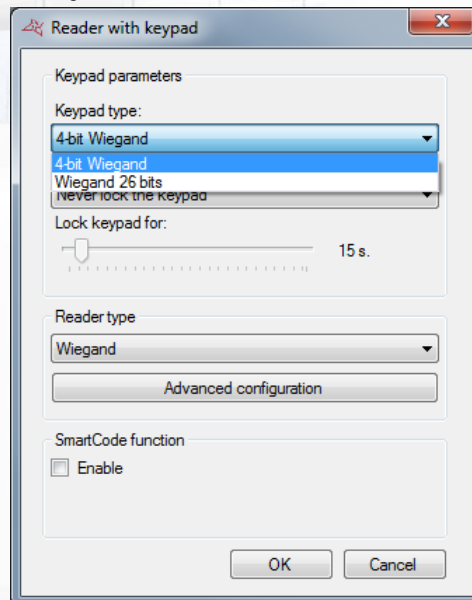 Reader with keypad
Keypad parameters
Keypad type:
4-bit Wiegand
4-bit Wiegand
Wiegand 26 bits
Never lock the keypad
Lock keypad for:
15 s.
Reader type
Wiegand
Advanced configuration
SmartCode function
Enable
OK
Cancel